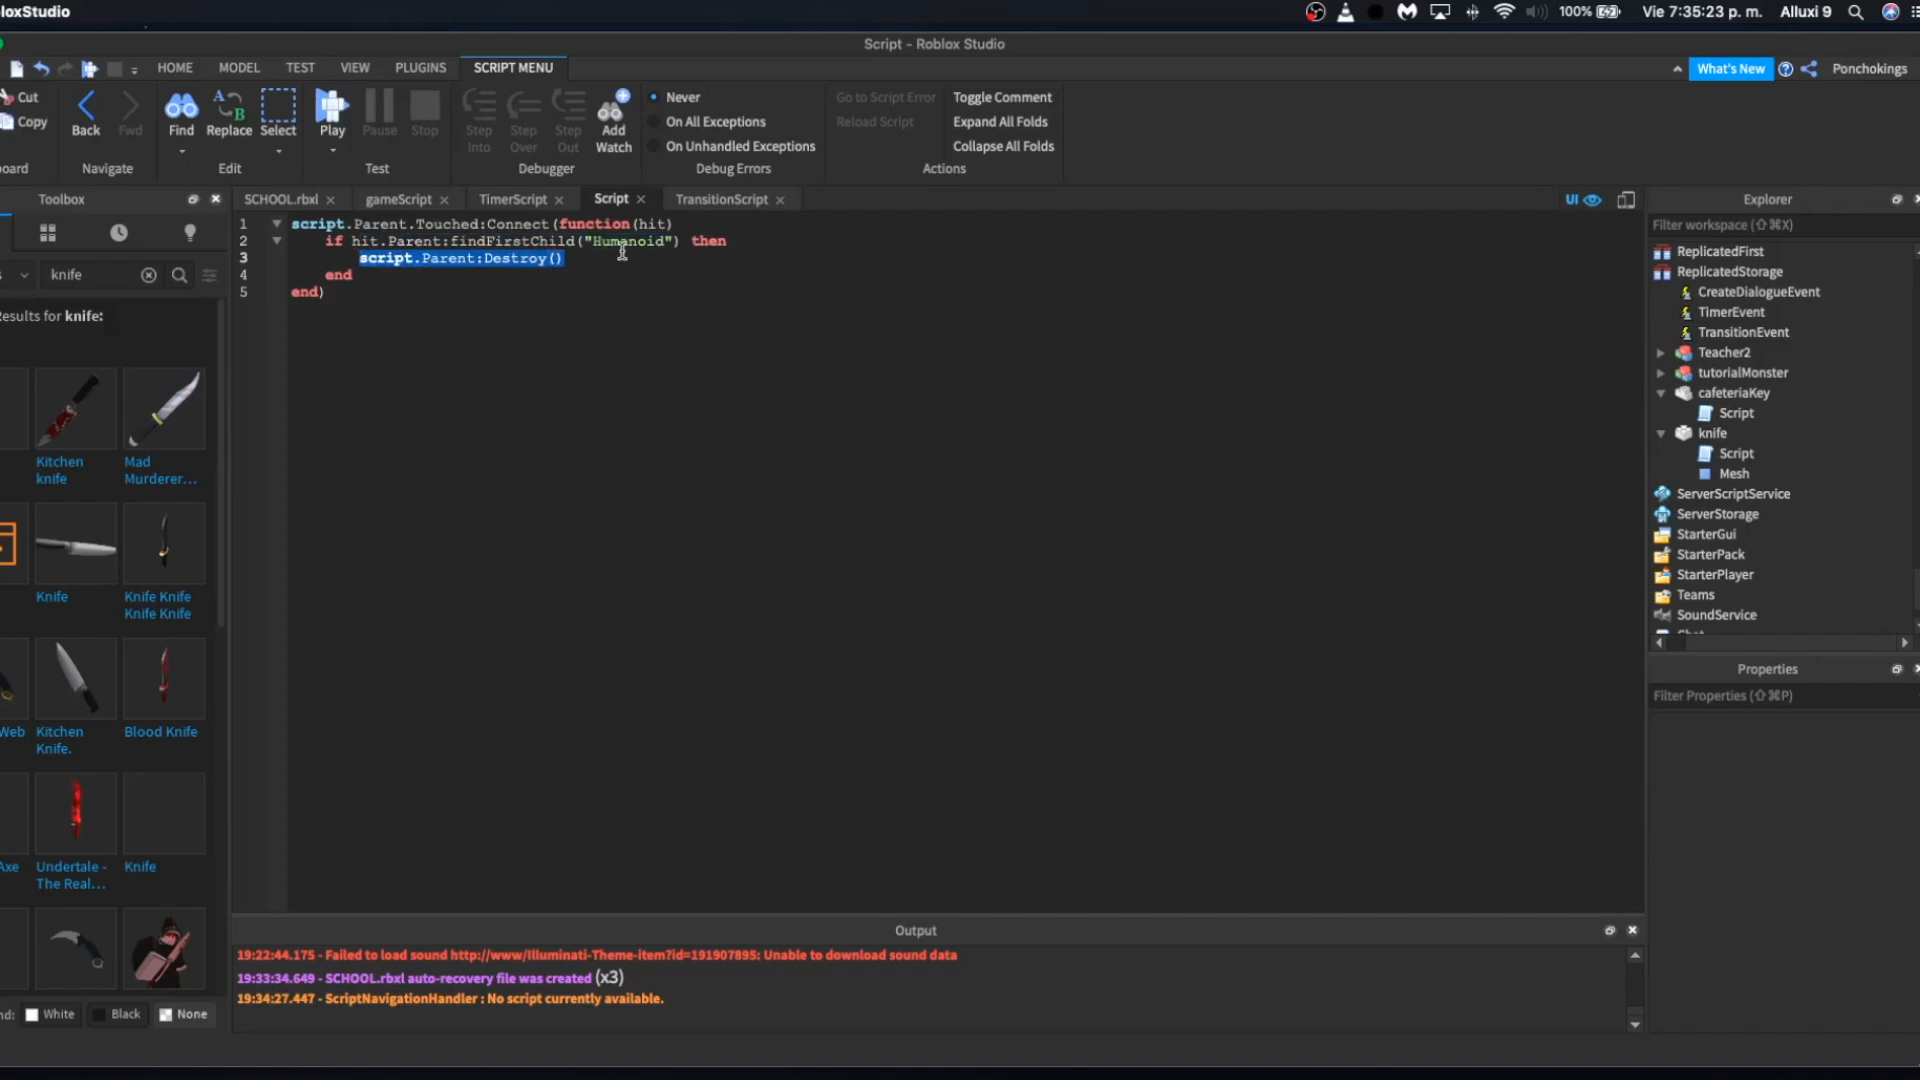 loxStudio
100%
Vie 7:35:23 p. m.
Alluxi 9
Script - Roblox Studio
HOME
MODEL
TEST
VIEW
PLUGINS
SCRIPT MENU
What's New
Ponchokings
Cut
Copy
oard
Back
Fwd
Navigate
Find
Replace
Select
Edit
Play
Pause
Stop
Test
Step Into
Step Over
Step Out
Add Watch
Debugger
Never
On All Exceptions
On Unhandled Exceptions
Debug Errors
Go to Script Error
Reload Script
Toggle Comment
Expand All Folds
Collapse All Folds
Actions
Toolbox
SCHOOL.rbxl
gameScript
TimerScript
Script
TransitionScript
UI
knife
esults for knife:
Kitchen knife
Mad Murderer...
Knife
Knife Knife
Knife Knife
Web
Kitchen Knife.
Blood Knife
Axe
Undertale - The Real...
Knife
nd:
White
Black
None
1 script.Parent.Touched:Connect(function(hit)
2 if hit.Parent:findFirstChild("Humanoid") then
3 script.Parent:Destroy()
4 end
5 end)
Output
19:22:44.175 - Failed to load sound http://www/Illuminati-Theme-item?id=191907895: Unable to download sound data
19:33:34.649 - SCHOOL.rbxl auto-recovery file was created (x3)
19:34:27.447 - ScriptNavigationHandler : No script currently available.
Explorer
Filter workspace (⇧⌘X)
ReplicatedFirst
ReplicatedStorage
CreateDialogueEvent
TimerEvent
TransitionEvent
Teacher2
tutorialMonster
cafeteriaKey
Script
knife
Script
Mesh
ServerScriptService
ServerStorage
StarterGui
StarterPack
StarterPlayer
Teams
SoundService
Properties
Filter Properties (⇧⌘P)